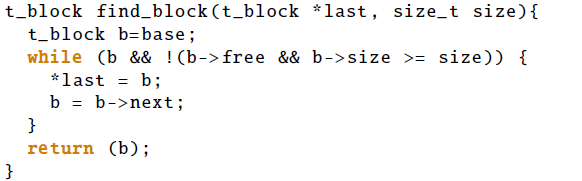 t_block find_block(t_block *last, size_t size){
  t_block b=base;
  while (b && !(b->free && b->size >= size)) {
    *last = b;
    b = b->next;
  }
  return (b);
}